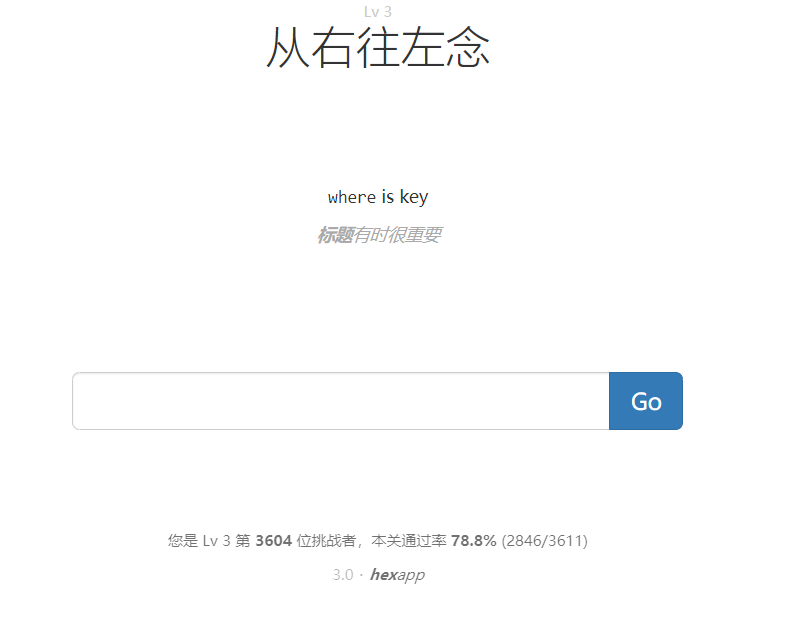 Lv 3
从右往左念
where is key
标题有时很重要
Go
您是 Lv 3 第 3604 位挑战者，本关通过率 78.8% (2846/3611)
3.0 · hexapp